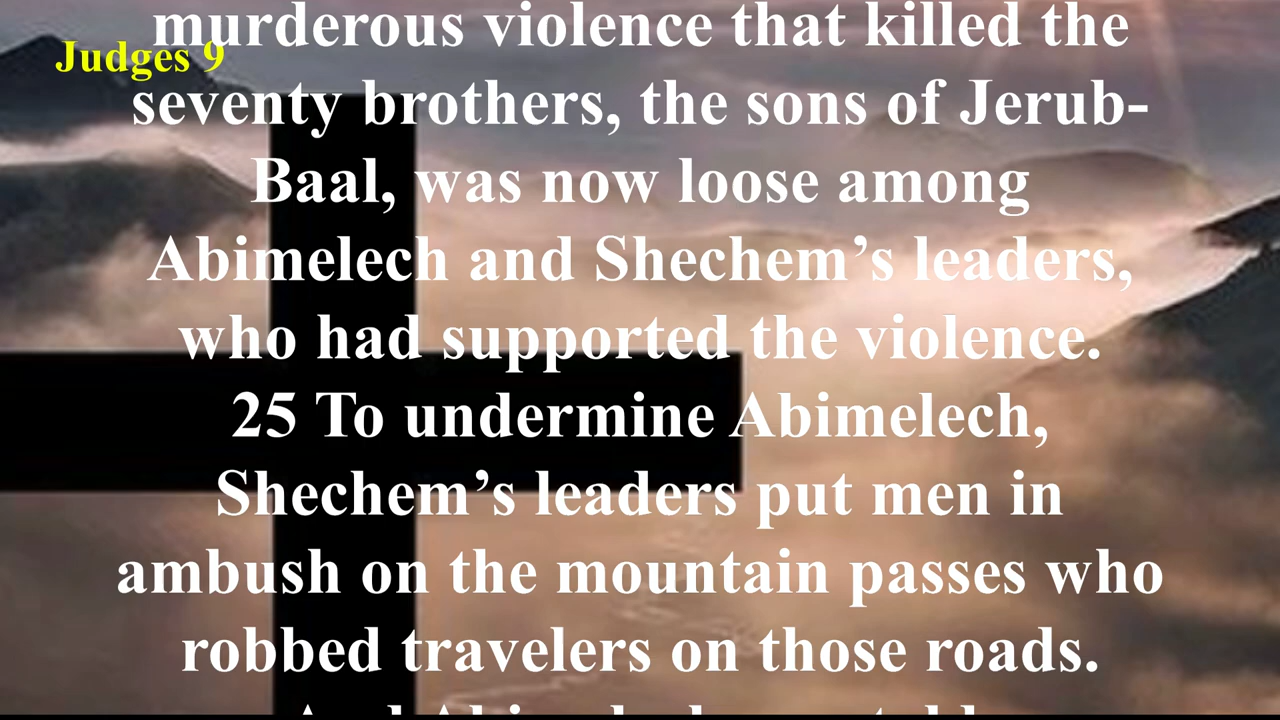 murderous violence that killed the
Judges 9
seventy brothers, the sons of Jerub-
Baal, was now loose among
Abimelech and Shechem’s leaders,
who had supported the violence.
25 To undermine Abimelech,
Shechem’s leaders put men in
ambush on the mountain passes who
robbed travelers on those roads.